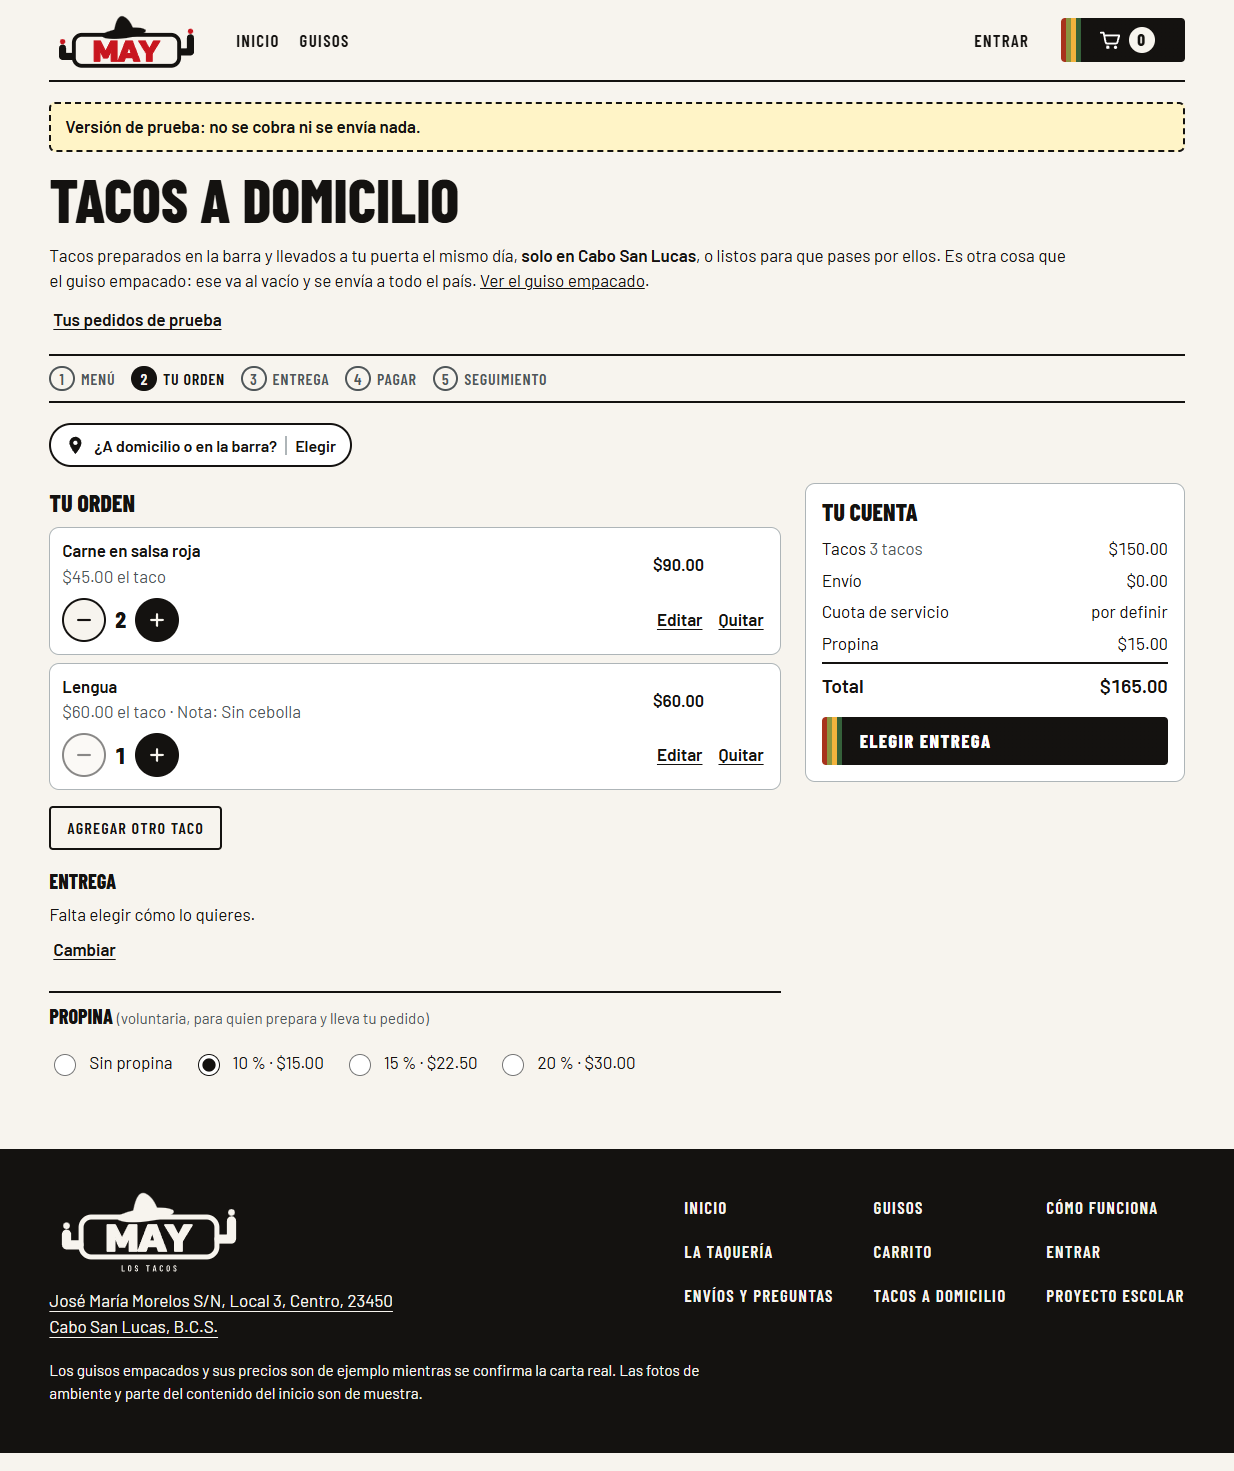 MAY
INICIO
GUISOS
ENTRAR
0
Versión de prueba: no se cobra ni se envía nada.
TACOS A DOMICILIO
Tacos preparados en la barra y llevados a tu puerta el mismo día, solo en Cabo San Lucas, o listos para que pases por ellos. Es otra cosa que
el guiso empacado: ese va al vacío y se envía a todo el país. Ver el guiso empacado.
Tus pedidos de prueba
1 MENÚ 2 TU ORDEN 3 ENTREGA 4 PAGAR 5 SEGUIMIENTO
¿A domicilio o en la barra? | Elegir
TU ORDEN
Carne en salsa roja
$45.00 el taco
$90.00
2
Editar Quitar
Lengua
$60.00 el taco · Nota: Sin cebolla
$60.00
1
Editar Quitar
AGREGAR OTRO TACO
ENTREGA
Falta elegir cómo lo quieres.
Cambiar
PROPINA (voluntaria, para quien prepara y lleva tu pedido)
Sin propina 10 % · $15.00 15 % · $22.50 20 % · $30.00
TU CUENTA
Tacos 3 tacos $150.00
Envío $0.00
Cuota de servicio por definir
Propina $15.00
Total $165.00
ELEGIR ENTREGA
MAY
LOS TACOS
José María Morelos S/N, Local 3, Centro, 23450
Cabo San Lucas, B.C.S.
Los guisos empacados y sus precios son de ejemplo mientras se confirma la carta real. Las fotos de
ambiente y parte del contenido del inicio son de muestra.
INICIO GUISOS CÓMO FUNCIONA
LA TAQUERÍA CARRITO ENTRAR
ENVÍOS Y PREGUNTAS TACOS A DOMICILIO PROYECTO ESCOLAR